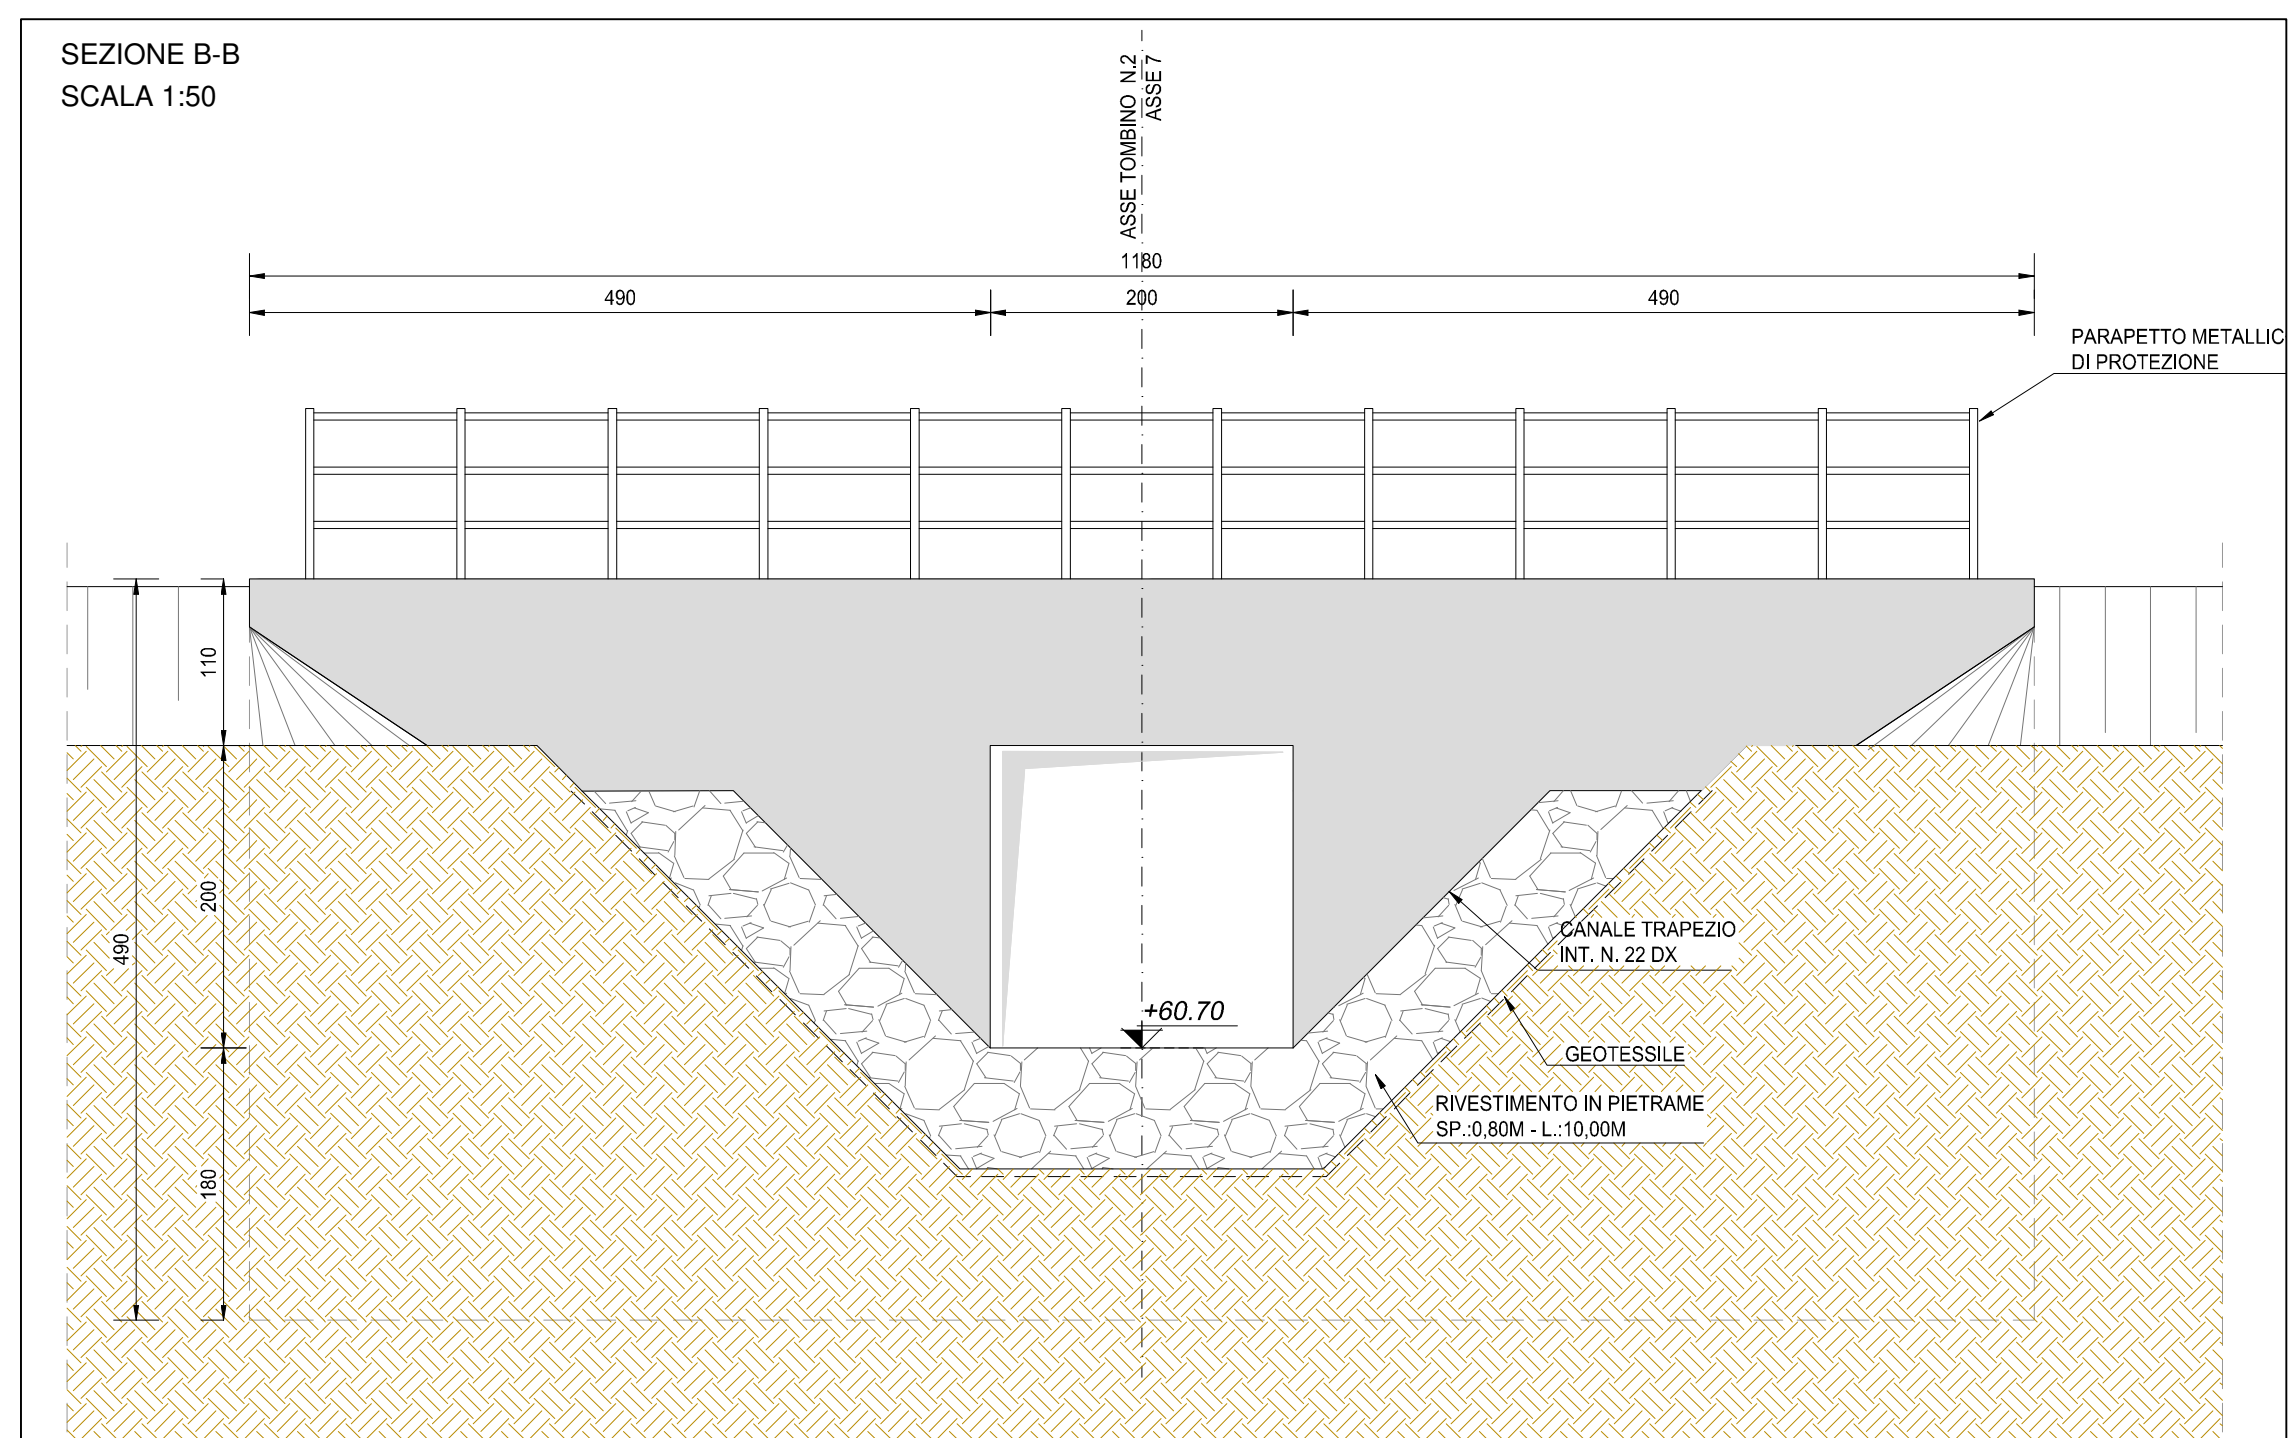 SEZIONE B-B
SCALA 1:50
ASSE TOMBINO N.2
ASSE 7
1180
490
200
490
PARAPETTO METALLIC
DI PROTEZIONE
110
200
490
180
CANALE TRAPEZIO
INT. N. 22 DX
+60.70
GEOTESSILE
RIVESTIMENTO IN PIETRAME
SP.:0,80M - L.:10,00M